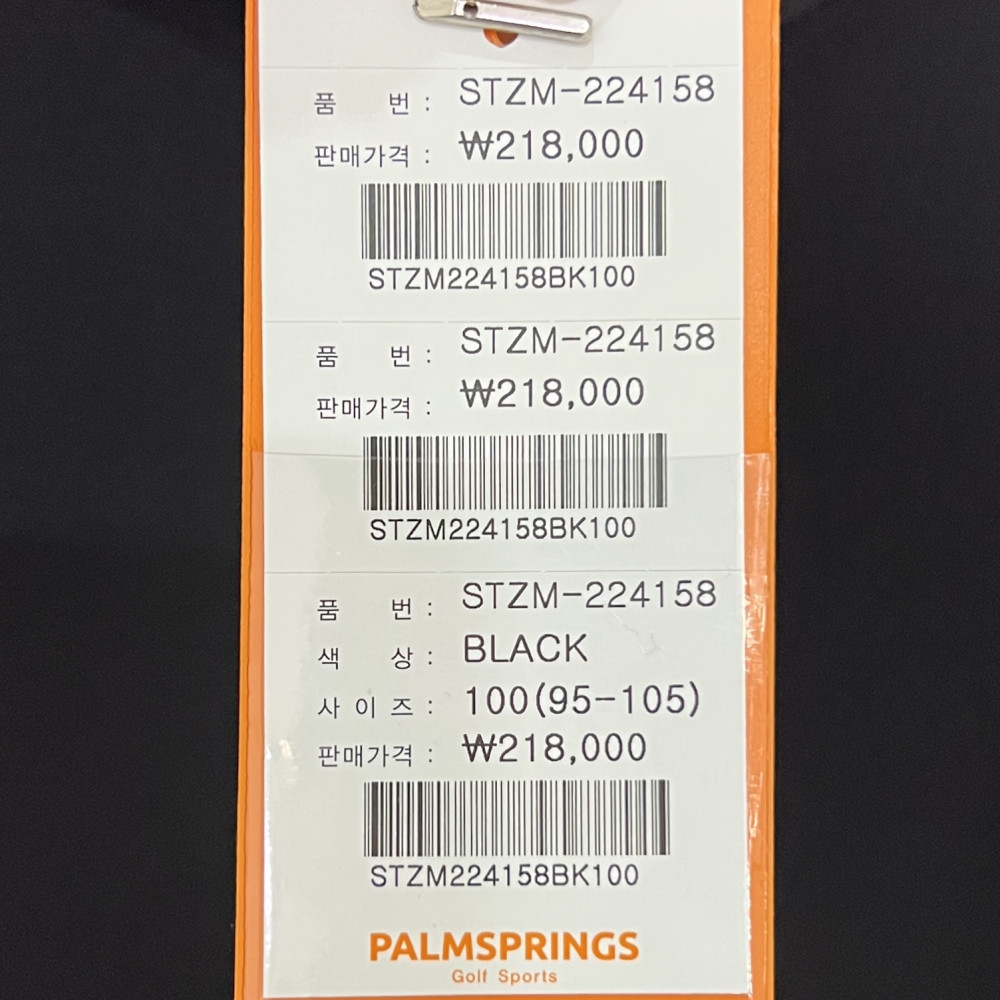 품 번 : STZM-224158
판매가격 : ₩218,000
STZM224158BK100
품 번 : STZM-224158
판매가격 : ₩218,000
STZM224158BK100
품 번 : STZM-224158
색 상 : BLACK
사 이 즈 : 100(95-105)
판매가격 : ₩218,000
STZM224158BK100
PALMSPRINGS
Golf Sports